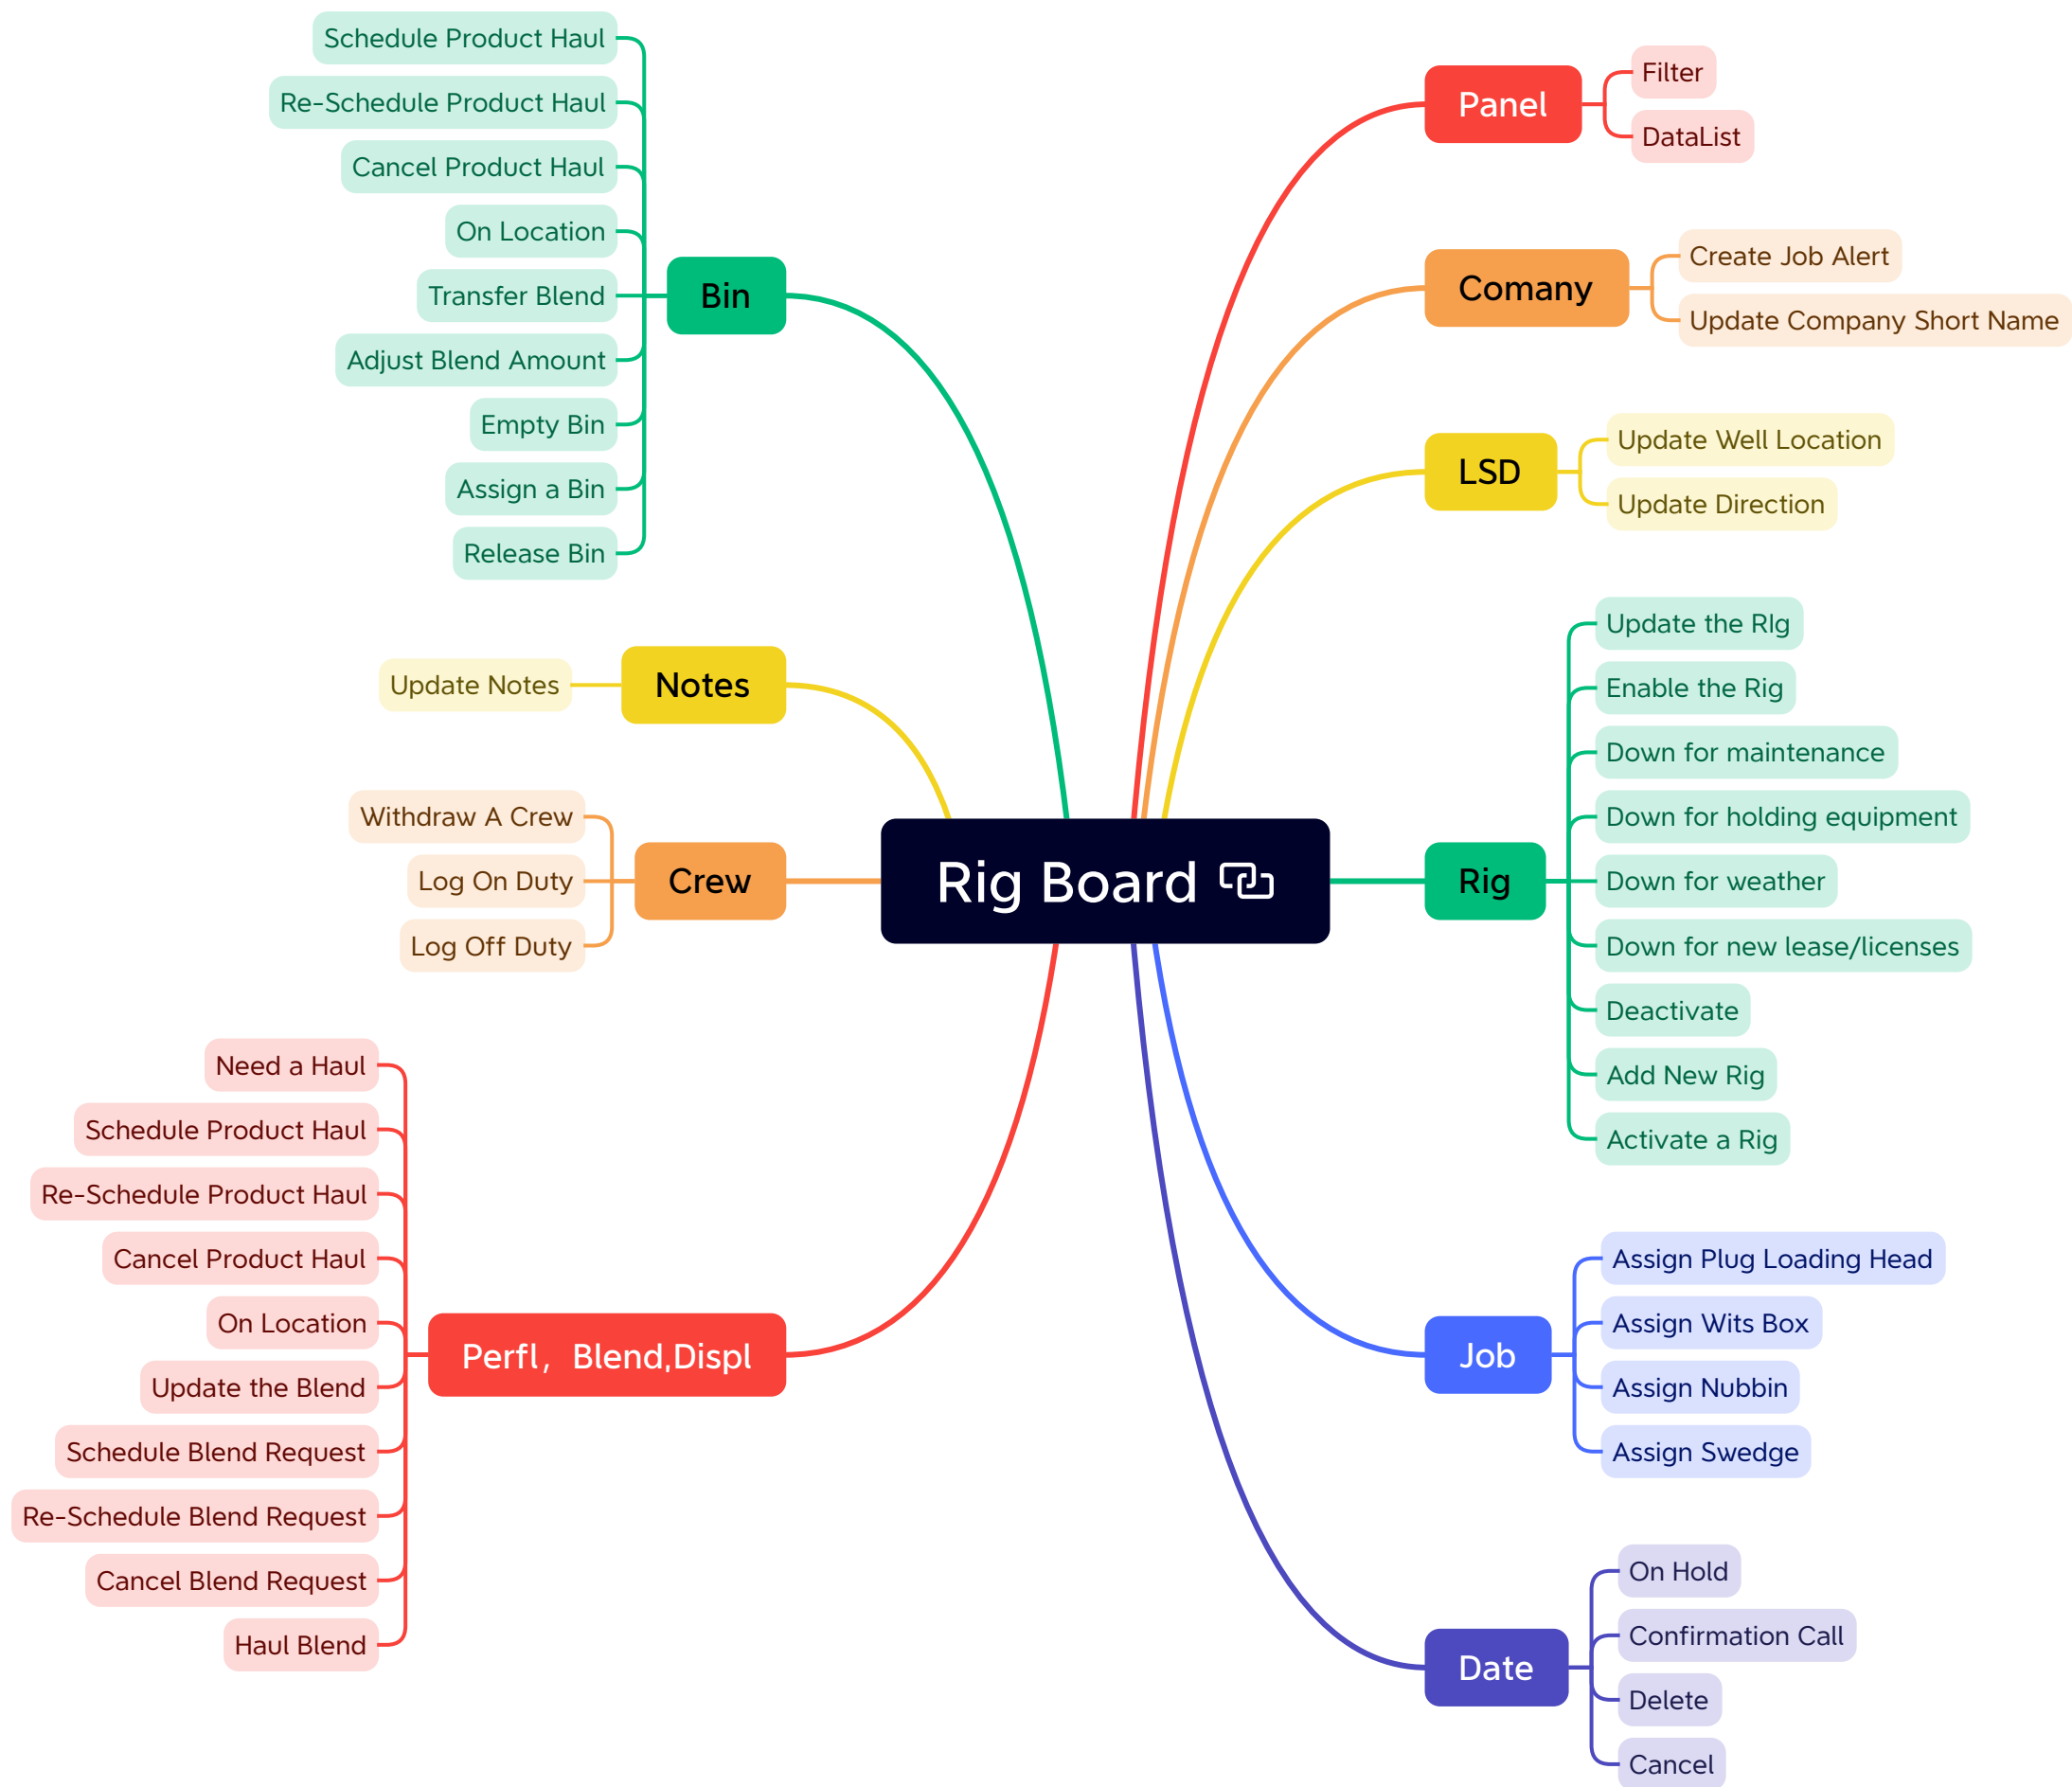 Rig Board
Panel
Filter
DataList
Comany
Create Job Alert
Update Company Short Name
LSD
Update Well Location
Update Direction
Rig
Update the RIg
Enable the Rig
Down for maintenance
Down for holding equipment
Down for weather
Down for new lease/licenses
Deactivate
Add New Rig
Activate a Rig
Job
Assign Plug Loading Head
Assign Wits Box
Assign Nubbin
Assign Swedge
Date
On Hold
Confirmation Call
Delete
Cancel
Bin
Schedule Product Haul
Re-Schedule Product Haul
Cancel Product Haul
On Location
Transfer Blend
Adjust Blend Amount
Empty Bin
Assign a Bin
Release Bin
Notes
Update Notes
Crew
Withdraw A Crew
Log On Duty
Log Off Duty
Perfl，Blend,Displ
Need a Haul
Schedule Product Haul
Re-Schedule Product Haul
Cancel Product Haul
On Location
Update the Blend
Schedule Blend Request
Re-Schedule Blend Request
Cancel Blend Request
Haul Blend